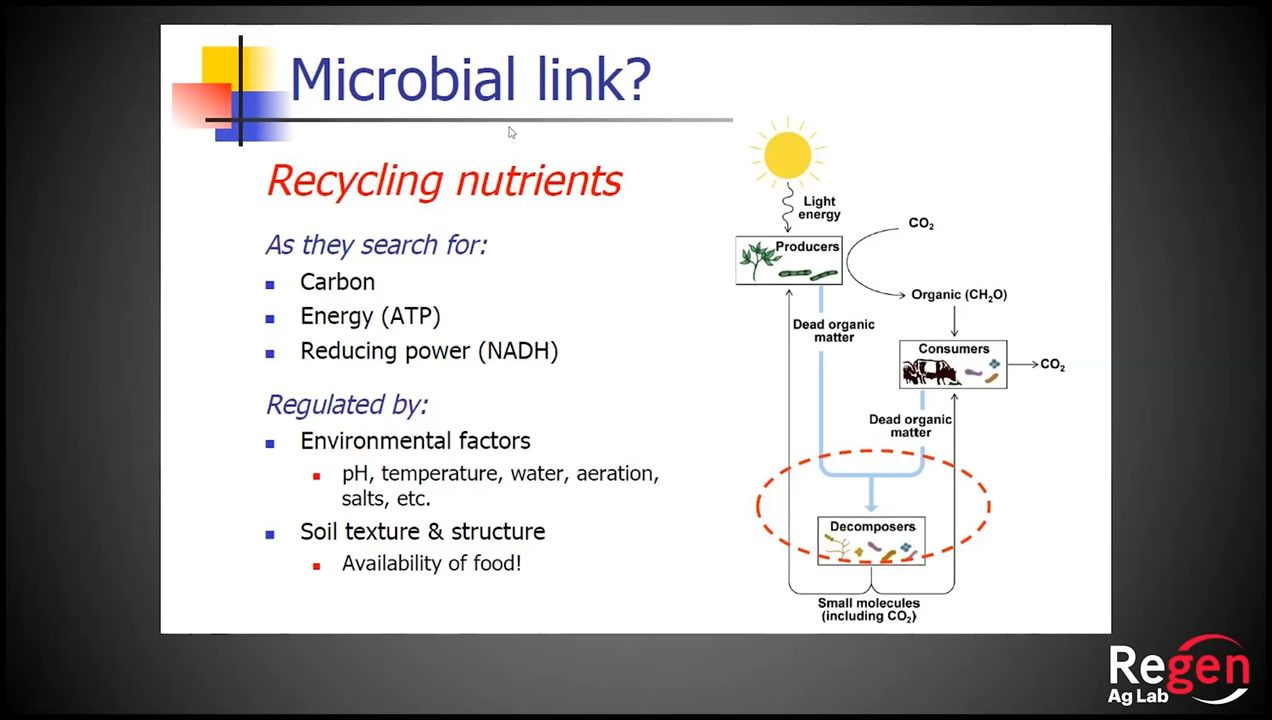 Microbial link?
Recycling nutrients
As they search for:
Carbon
Energy (ATP)
Reducing power (NADH)
Regulated by:
Environmental factors
pH, temperature, water, aeration,
salts, etc.
Soil texture & structure
Availability of food!
Light
energy
CO₂
Producers
Organic (CH₂O)
Dead organic
matter
Consumers
CO₂
Dead organic
matter
Decomposers
Small molecules
(including CO₂)
Regen
Ag Lab